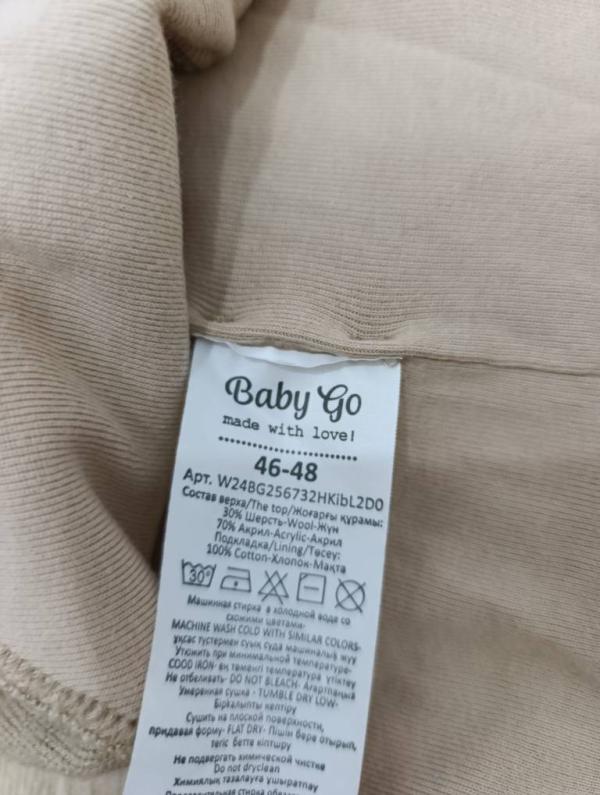 Baby Go
made with love!
46-48
Арт. W24BG256732HKibL2D0
Состав верха/The top/Жоғарғы құрамы:
30% Шерсть-Wool-Жүн
70% Акрил-Acrylic-Акрил
Подкладка/Lining/Төсеу:
100% Cotton-Хлопок-Мақта
30°
Машинная стирка в холодной воде со
схожими цветами-
MACHINE WASH COLD WITH SIMILAR COLORS-
ұқсас түстермен суық суда машиналық жуу
Утюжить при минимальной температуре-
COOD IRON- ең төменгі температура үтіктеу
Не отбеливать- DO NOT BLEACH- Ағартпаңыз
Умеренная сушка - TUMBLE DRY LOW-
Бірқалыпты кептіру
Сушить на плоской поверхности,
придавая форму- FLAT DRY- Пішін бере отырып,
тегіс бетте кептіру
Не подвергать химической чистке
Do not dryclean
Химиялық тазалауға ұшыратпау
Предварительная стирка